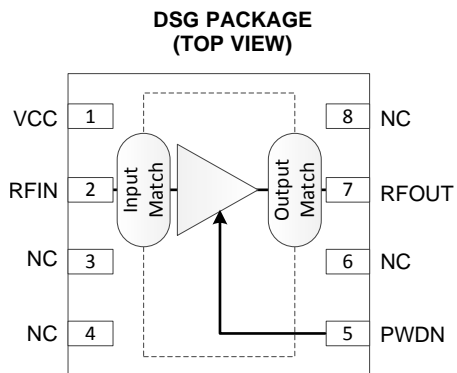 DSG PACKAGE
(TOP VIEW)
VCC 1
8 NC
RFIN 2
Input
Match
Output
Match
7 RFOUT
NC 3
6 NC
NC 4
5 PWDN